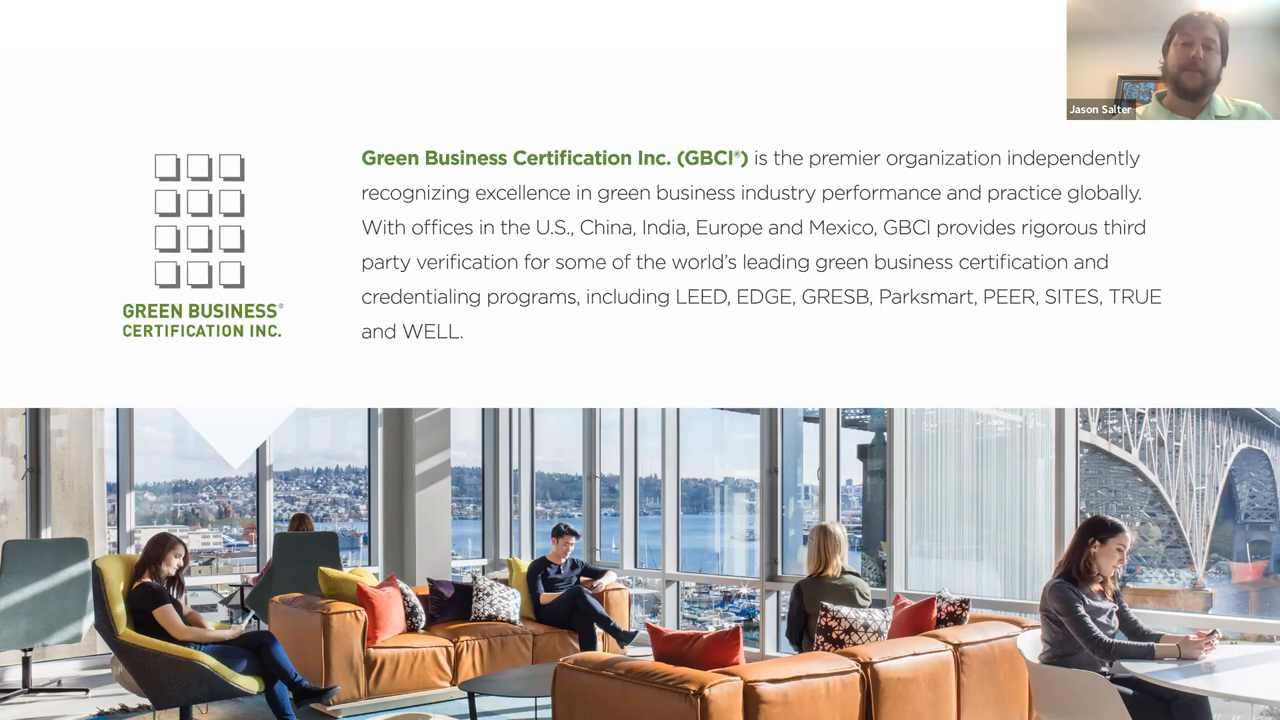 Jason Salter
Green Business Certification Inc. (GBCI®) is the premier organization independently
recognizing excellence in green business industry performance and practice globally.
With offices in the U.S., China, India, Europe and Mexico, GBCI provides rigorous third
party verification for some of the world’s leading green business certification and
credentialing programs, including LEED, EDGE, GRESB, Parksmart, PEER, SITES, TRUE
and WELL.
GREEN BUSINESS®
CERTIFICATION INC.